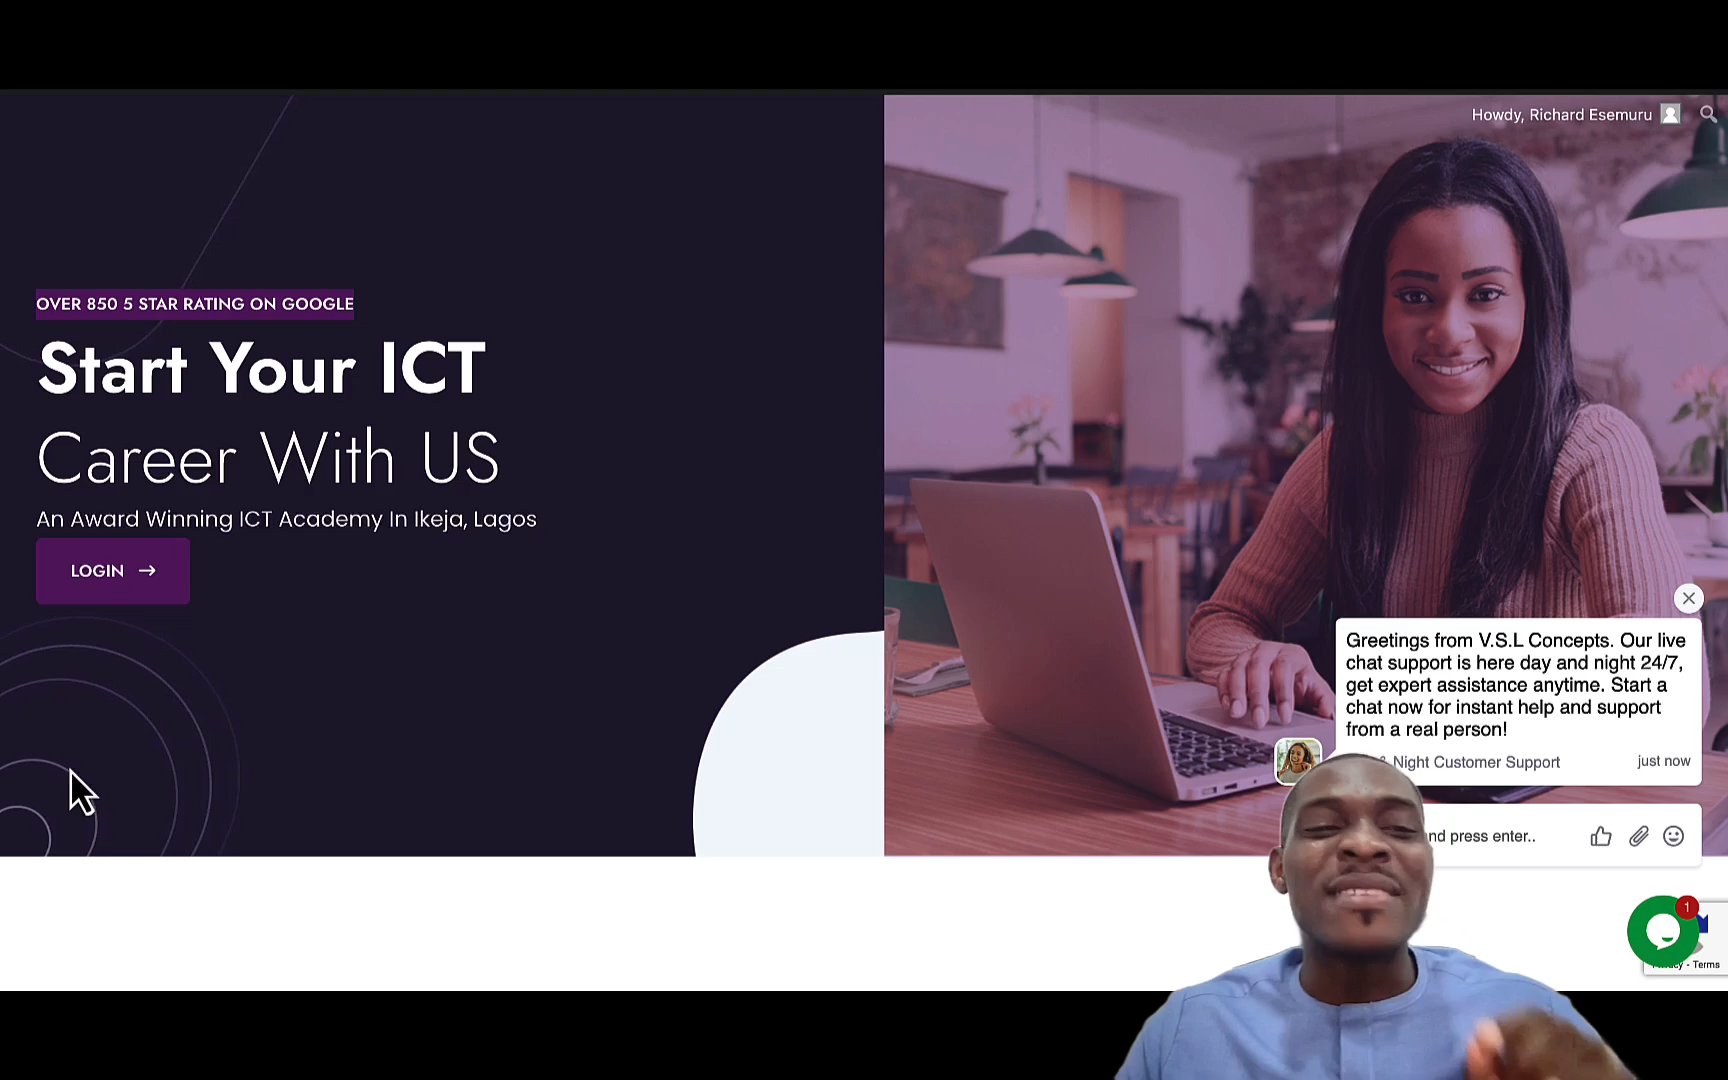 Howdy, Richard Esemuru
OVER 850 5 STAR RATING ON GOOGLE
Start Your ICT
Career With US
An Award Winning ICT Academy In Ikeja, Lagos
LOGIN
Greetings from V.S.L Concepts. Our live
chat support is here day and night 24/7,
get expert assistance anytime. Start a
chat now for instant help and support
from a real person!
Night Customer Support
just now
press enter..
1
- Terms